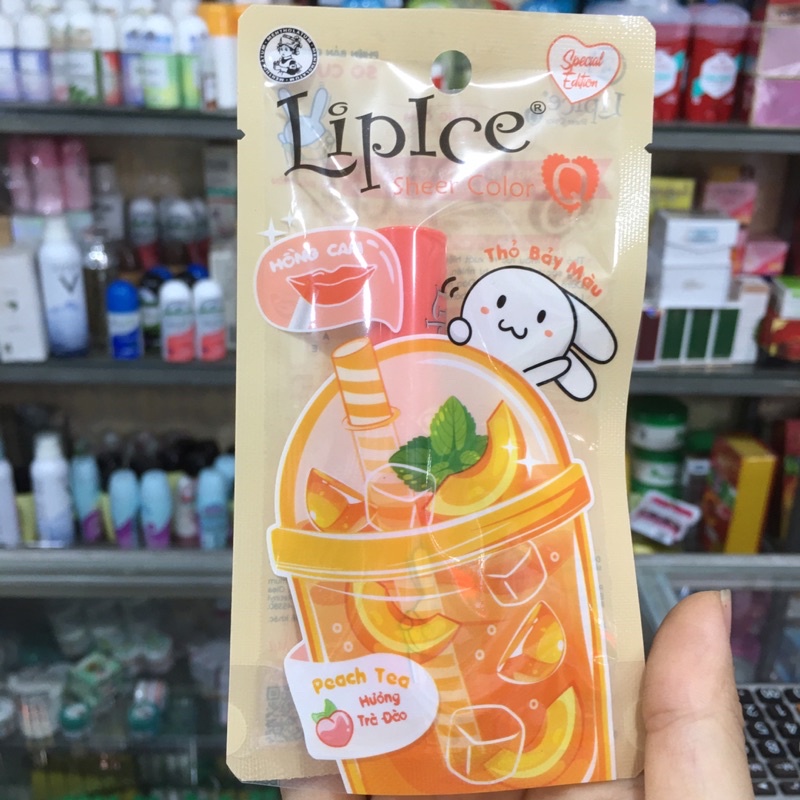 Special
Edition
LipIce®
Sheer Color Q
HỒNG CAM
Thỏ Bảy Màu
Peach Tea
Hương
Trà Đào